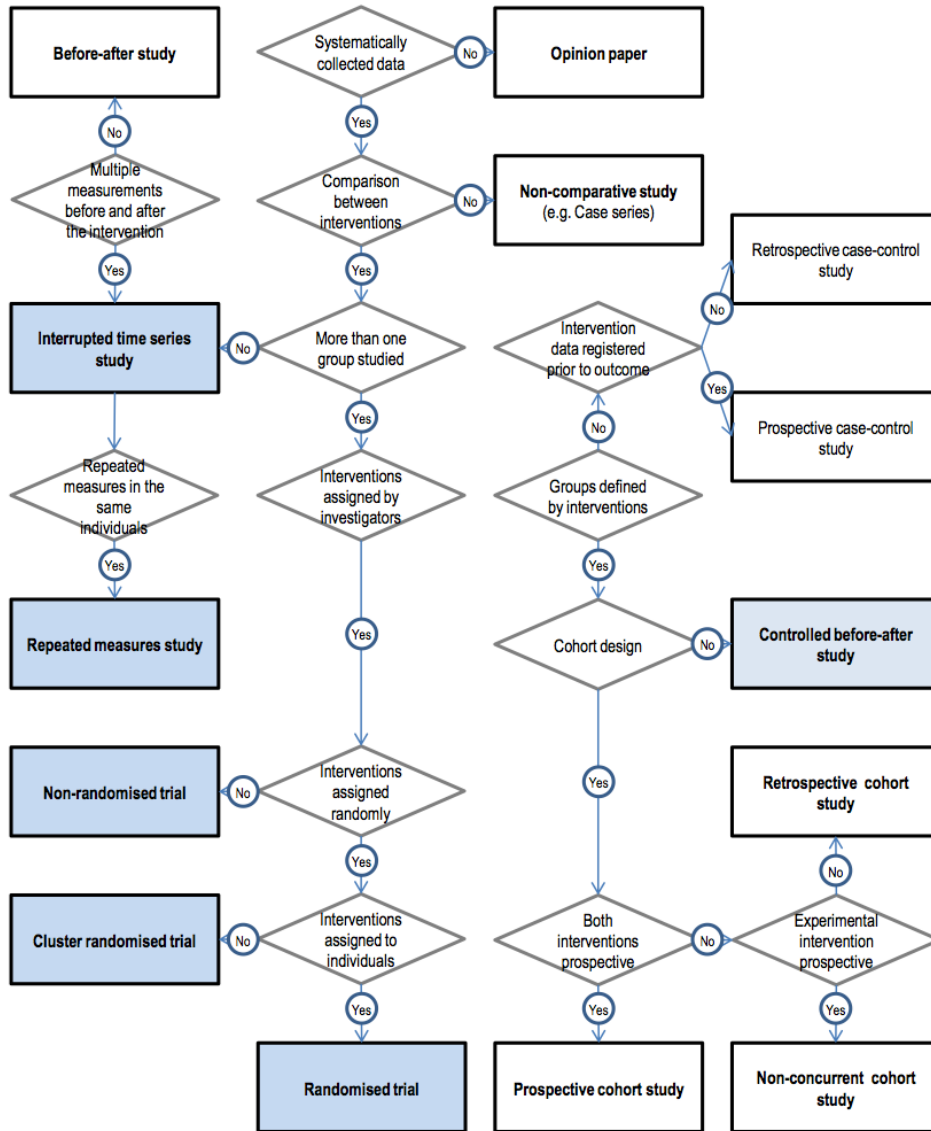 Before-after study
Systematically
collected data
No
Opinion paper
Yes
No
Multiple
measurements
before and after
the intervention
Comparison
between
interventions
No
Non-comparative study
(e.g. Case series)
Yes
Yes
Retrospective case-control
study
Interrupted time series
study
No
More than one
group studied
Intervention
data registered
prior to outcome
No
Yes
Yes
No
Prospective case-control
study
Repeated
measures in the
same
individuals
Interventions
assigned by
investigators
Groups defined
by interventions
Yes
Yes
Repeated measures study
Yes
Cohort design
No
Controlled before-after
study
Non-randomised trial
No
Interventions
assigned
randomly
Yes
Retrospective cohort
study
Yes
No
Cluster randomised trial
No
Interventions
assigned to
individuals
Both
interventions
prospective
No
Experimental
intervention
prospective
Yes
Yes
Yes
Randomised trial
Prospective cohort study
Non-concurrent cohort
study